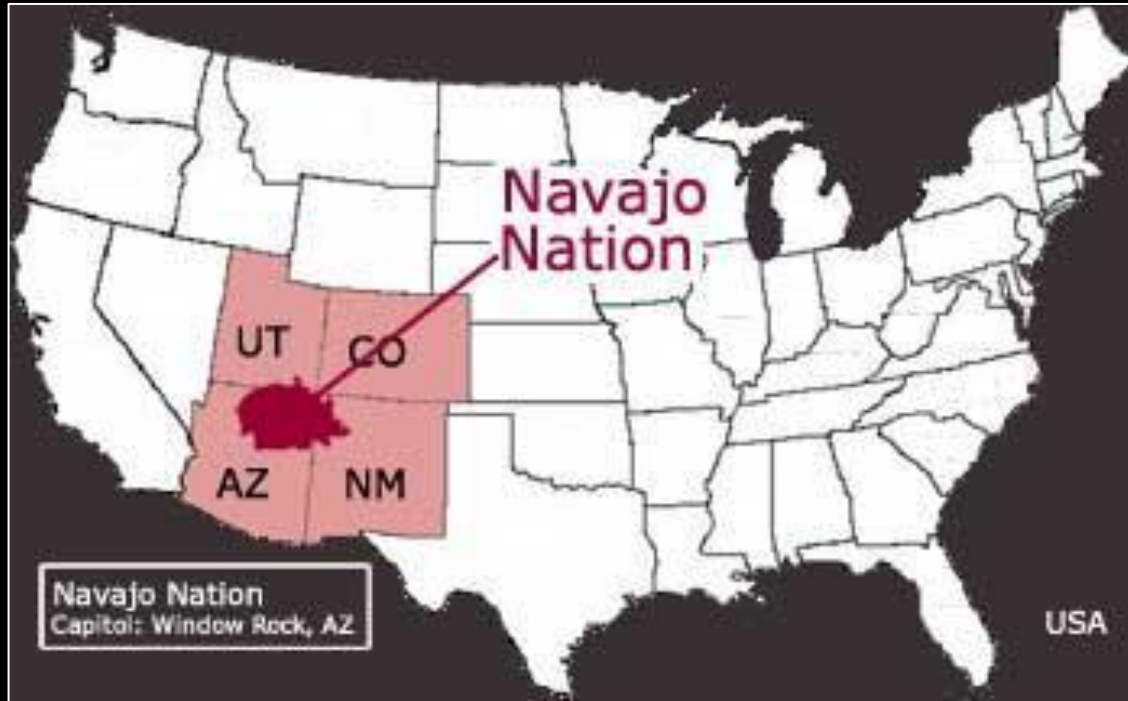 Navajo
Nation
UT
CO
AZ
NM
Navajo Nation
Capitol: Window Rock, AZ
USA